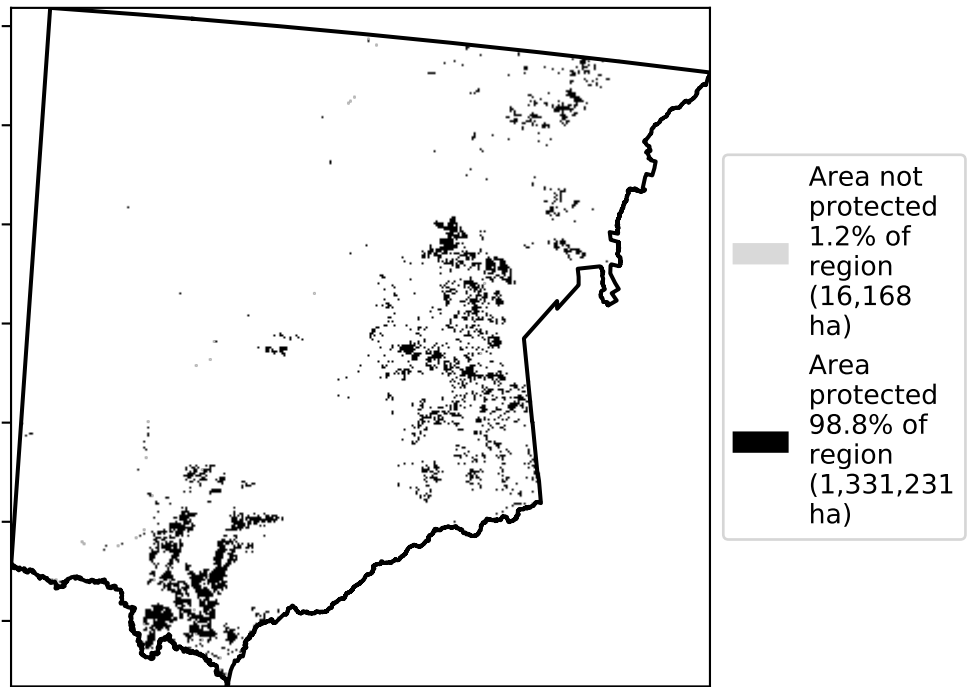 Area not
protected
1.2% of
region
(16,168
ha)
Area
protected
98.8% of
region
(1,331,231
ha)